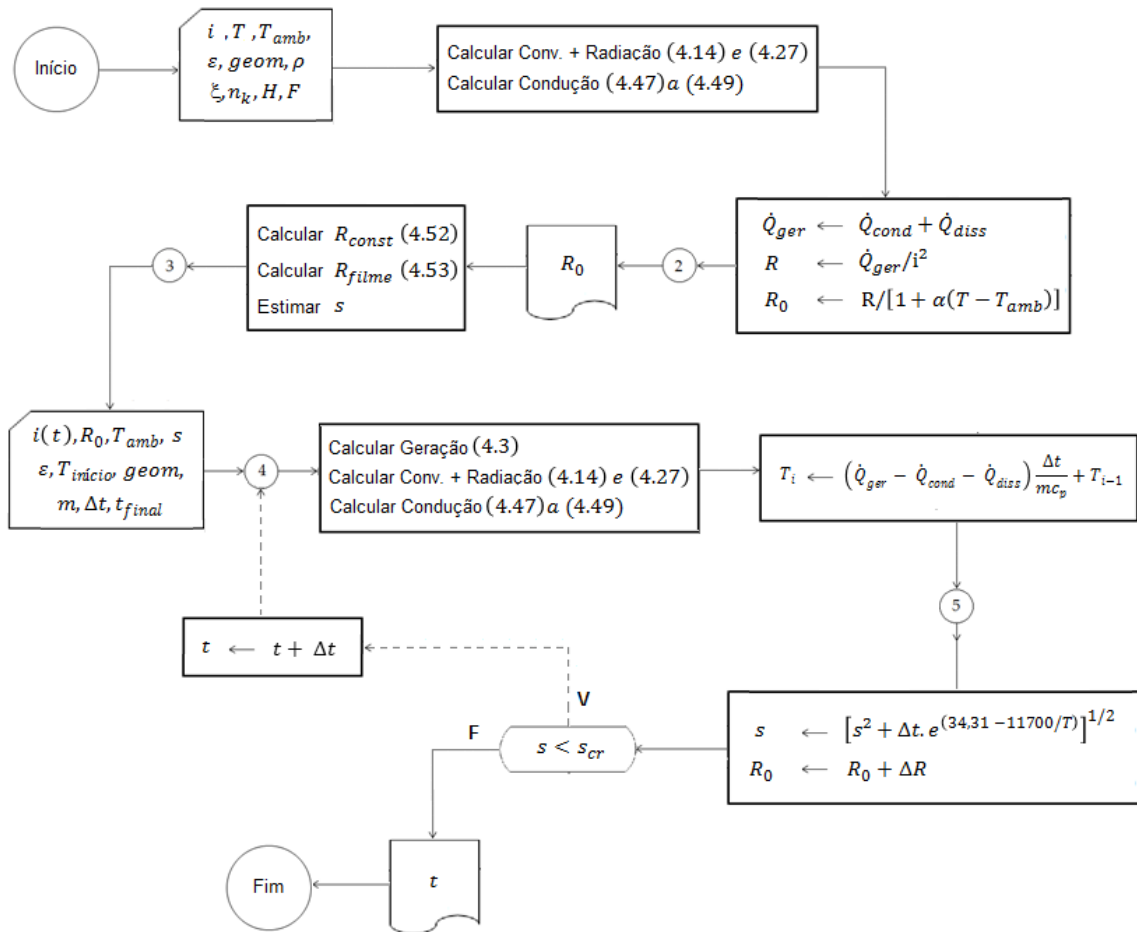 Início
i , T , T_amb,
ε, geom, ρ
ξ, n_k, H, F
Calcular Conv. + Radiação (4.14) e (4.27)
Calcular Condução (4.47) a (4.49)
Q̇_ger ← Q̇_cond + Q̇_diss
R ← Q̇_ger/i²
R_0 ← R/[1 + α(T − T_amb)]
2
R_0
Calcular R_const (4.52)
Calcular R_filme (4.53)
Estimar s
3
i(t), R_0, T_amb, s
ε, T_início, geom,
m, Δt, t_final
4
Calcular Geração (4.3)
Calcular Conv. + Radiação (4.14) e (4.27)
Calcular Condução (4.47) a (4.49)
T_i ← (Q̇_ger − Q̇_cond − Q̇_diss) Δt/mc_p + T_i−1
5
s ← [s² + Δt. e^(34,31 −11700/T)]^1/2
R_0 ← R_0 + ΔR
s < s_cr
V
F
t ← t + Δt
t
Fim